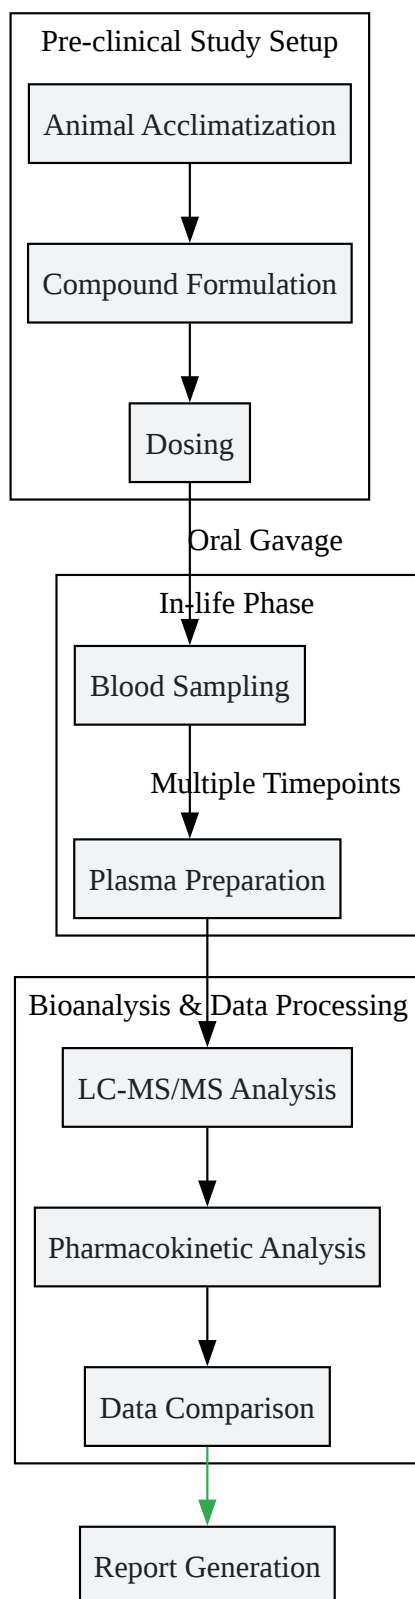 Pre-clinical Study Setup
Animal Acclimatization
Compound Formulation
Dosing
Oral Gavage
In-life Phase
Blood Sampling
Multiple Timepoints
Plasma Preparation
Bioanalysis & Data Processing
LC-MS/MS Analysis
Pharmacokinetic Analysis
Data Comparison
Report Generation